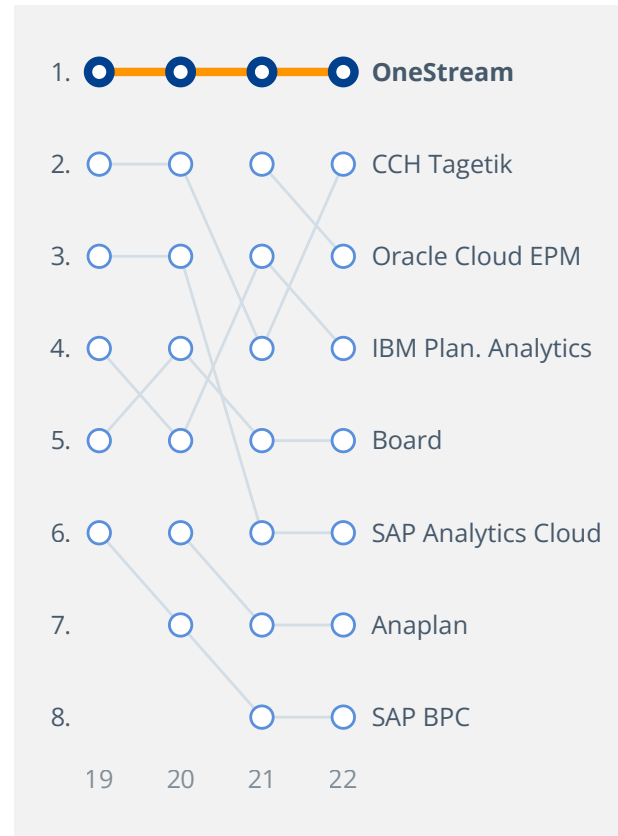 1. OneStream
2. CCH Tagetik
3. Oracle Cloud EPM
4. IBM Plan. Analytics
5. Board
6. SAP Analytics Cloud
7. Anaplan
8. SAP BPC
19 20 21 22